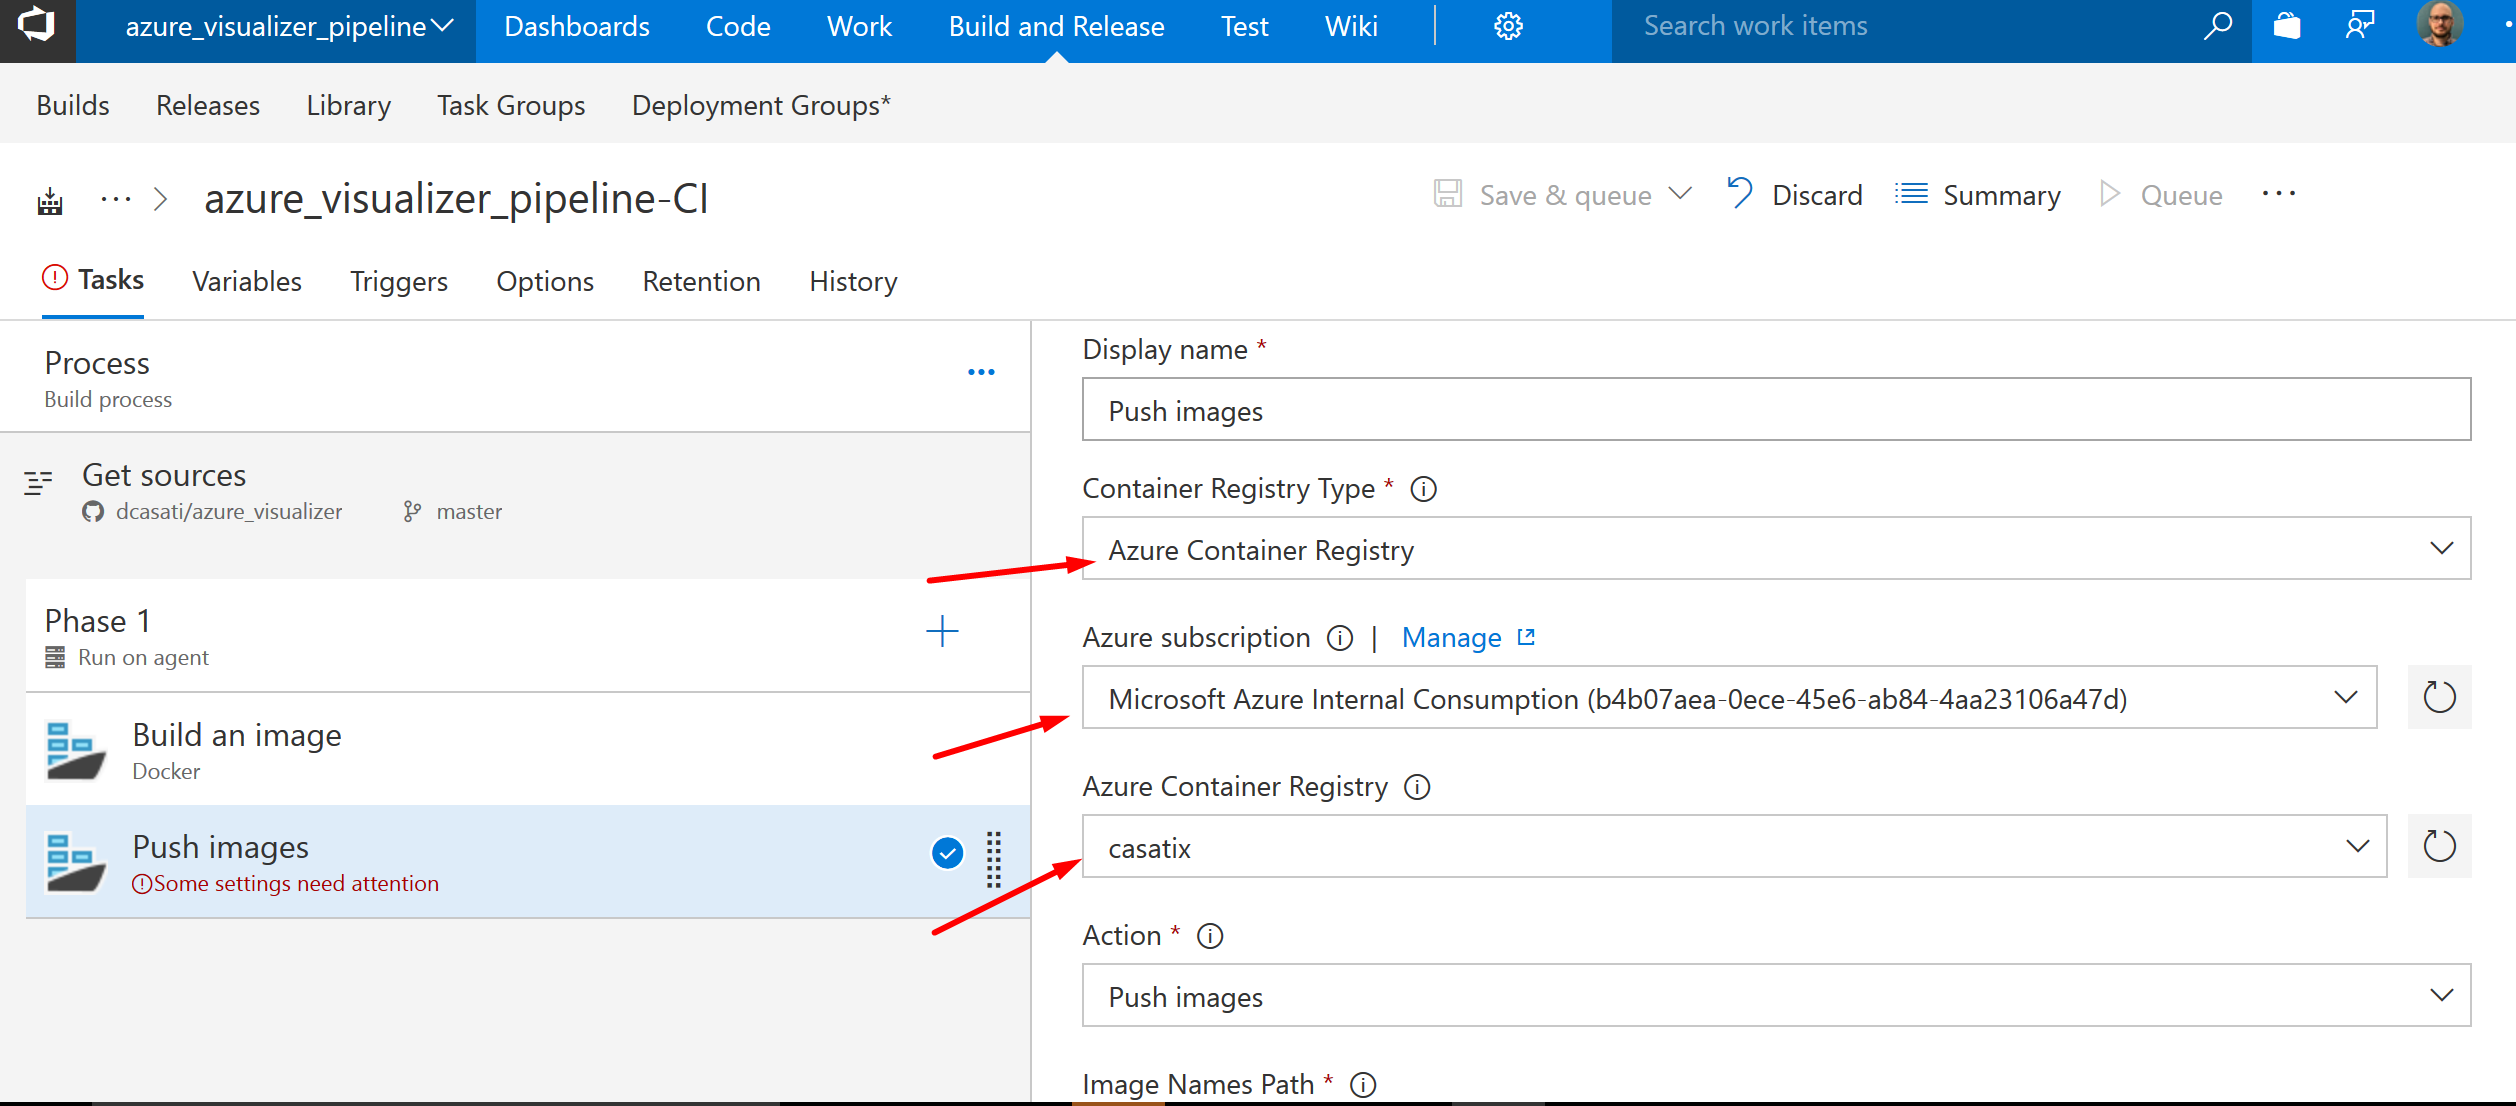 azure_visualizer_pipeline
Dashboards
Code
Work
Build and Release
Test
Wiki
Search work items
Builds
Releases
Library
Task Groups
Deployment Groups*
... > azure_visualizer_pipeline-CI
Save & queue
Discard
Summary
Queue
...
Tasks
Variables
Triggers
Options
Retention
History
Process
Build process
...
Get sources
dcasati/azure_visualizer
master
Phase 1
Run on agent
Build an image
Docker
Push images
Some settings need attention
Display name *
Push images
Container Registry Type *
Azure Container Registry
Azure subscription | Manage
Microsoft Azure Internal Consumption (b4b07aea-0ece-45e6-ab84-4aa23106a47d)
Azure Container Registry
casatix
Action *
Push images
Image Names Path *